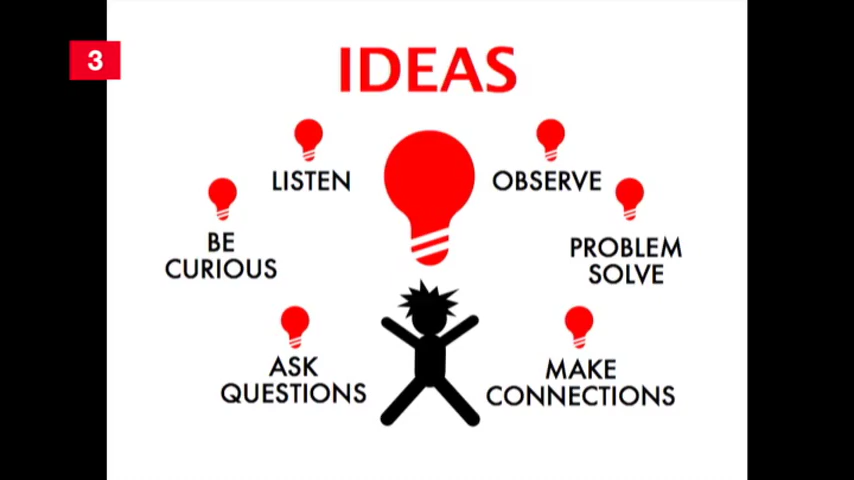 3
IDEAS
LISTEN
OBSERVE
BE
CURIOUS
PROBLEM
SOLVE
ASK
QUESTIONS
MAKE
CONNECTIONS